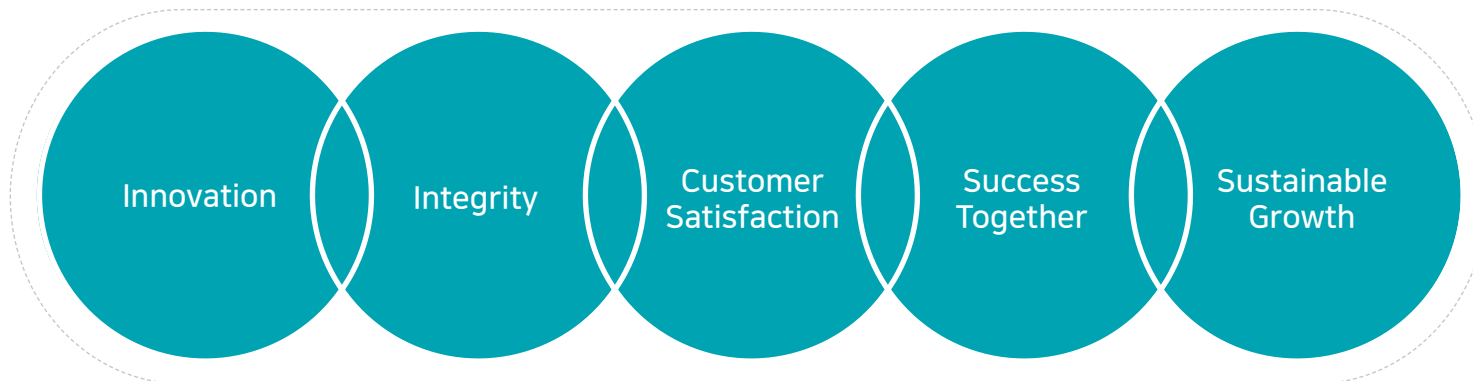 Innovation
Integrity
Customer
Satisfaction
Success
Together
Sustainable
Growth